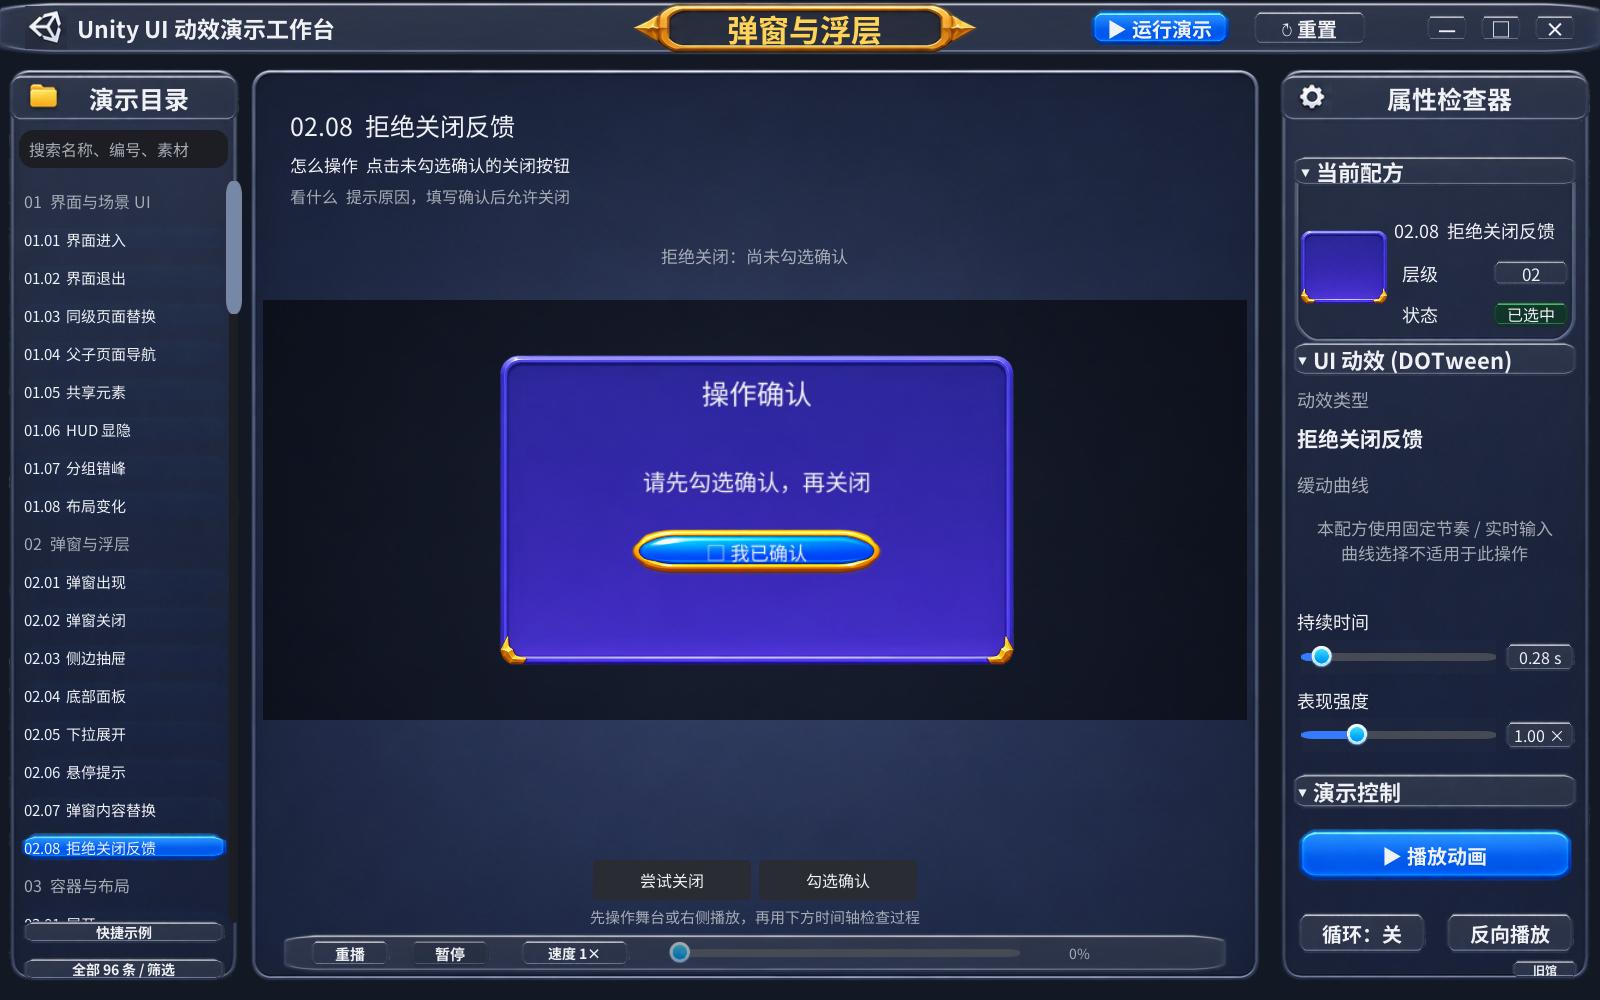 Unity UI 动效演示工作台
弹窗与浮层
▶ 运行演示
重置
演示目录
搜索名称、编号、素材
01 界面与场景 UI
01.01 界面进入
01.02 界面退出
01.03 同级页面替换
01.04 父子页面导航
01.05 共享元素
01.06 HUD 显隐
01.07 分组错峰
01.08 布局变化
02 弹窗与浮层
02.01 弹窗出现
02.02 弹窗关闭
02.03 侧边抽屉
02.04 底部面板
02.05 下拉展开
02.06 悬停提示
02.07 弹窗内容替换
02.08 拒绝关闭反馈
03 容器与布局
03.01 展开
快捷示例
全部 96 条 / 筛选
02.08 拒绝关闭反馈
怎么操作 点击未勾选确认的关闭按钮
看什么 提示原因，填写确认后允许关闭
拒绝关闭：尚未勾选确认
操作确认
请先勾选确认，再关闭
□ 我已确认
尝试关闭
勾选确认
先操作舞台或右侧播放，再用下方时间轴检查过程
重播
暂停
速度 1×
0%
属性检查器
▼ 当前配方
02.08 拒绝关闭反馈
层级
02
状态
已选中
▼ UI 动效 (DOTween)
动效类型
拒绝关闭反馈
缓动曲线
本配方使用固定节奏 / 实时输入
曲线选择不适用于此操作
持续时间
0.28 s
表现强度
1.00 ×
▼ 演示控制
▶ 播放动画
循环：关
反向播放
旧馆